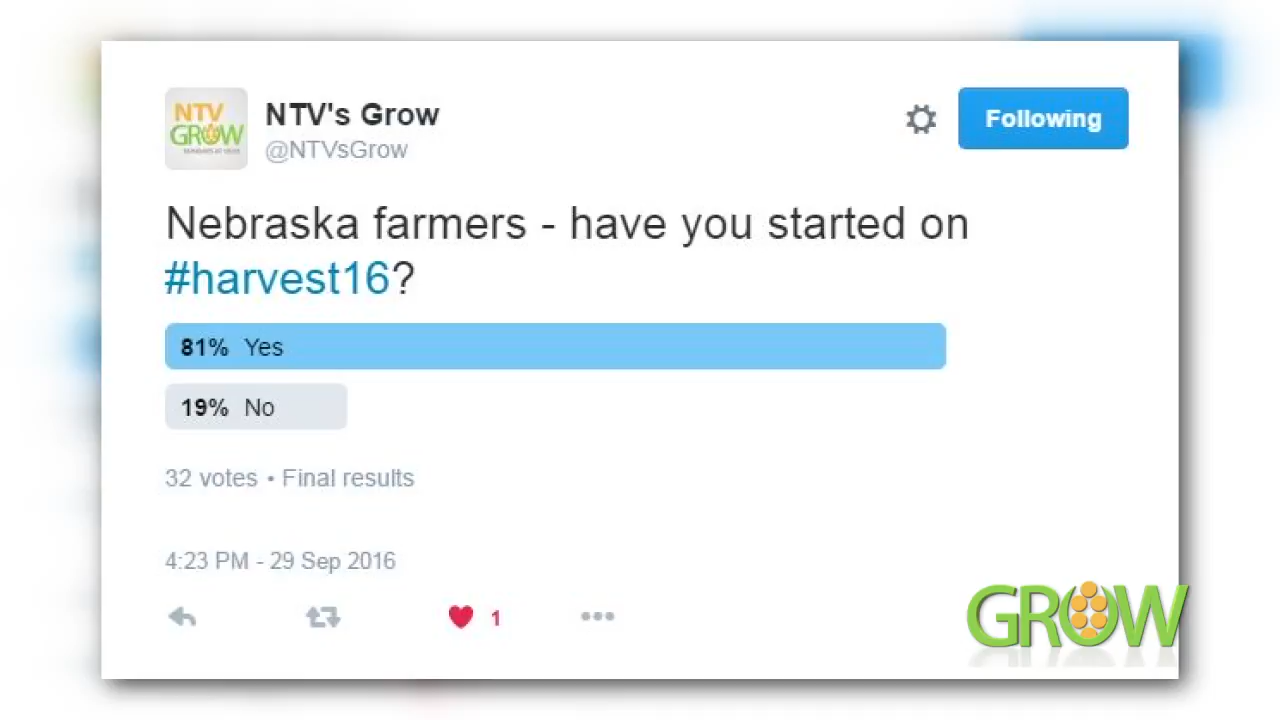 NTV
GROW
NTV's Grow
@NTVsGrow
Following
Nebraska farmers - have you started on
#harvest16?
81% Yes
19% No
32 votes • Final results
4:23 PM - 29 Sep 2016
1
GROW